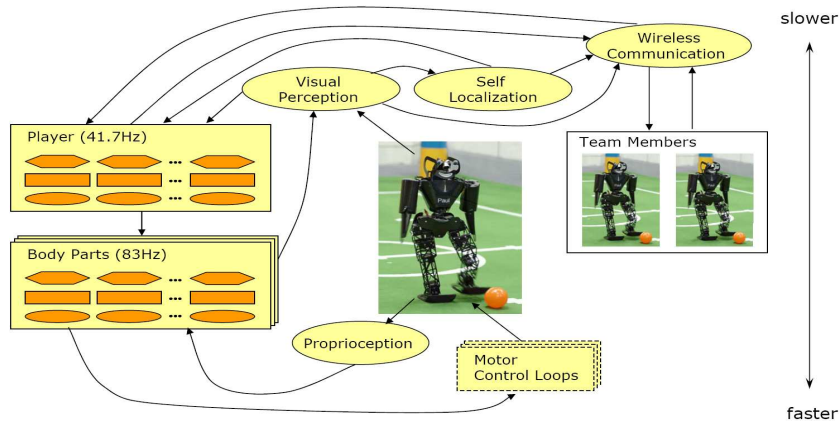 slower
Wireless
Communication
Visual
Perception
Self
Localization
Player (41.7Hz)
Team Members
Paul
Body Parts (83Hz)
Proprioception
Motor
Control Loops
faster